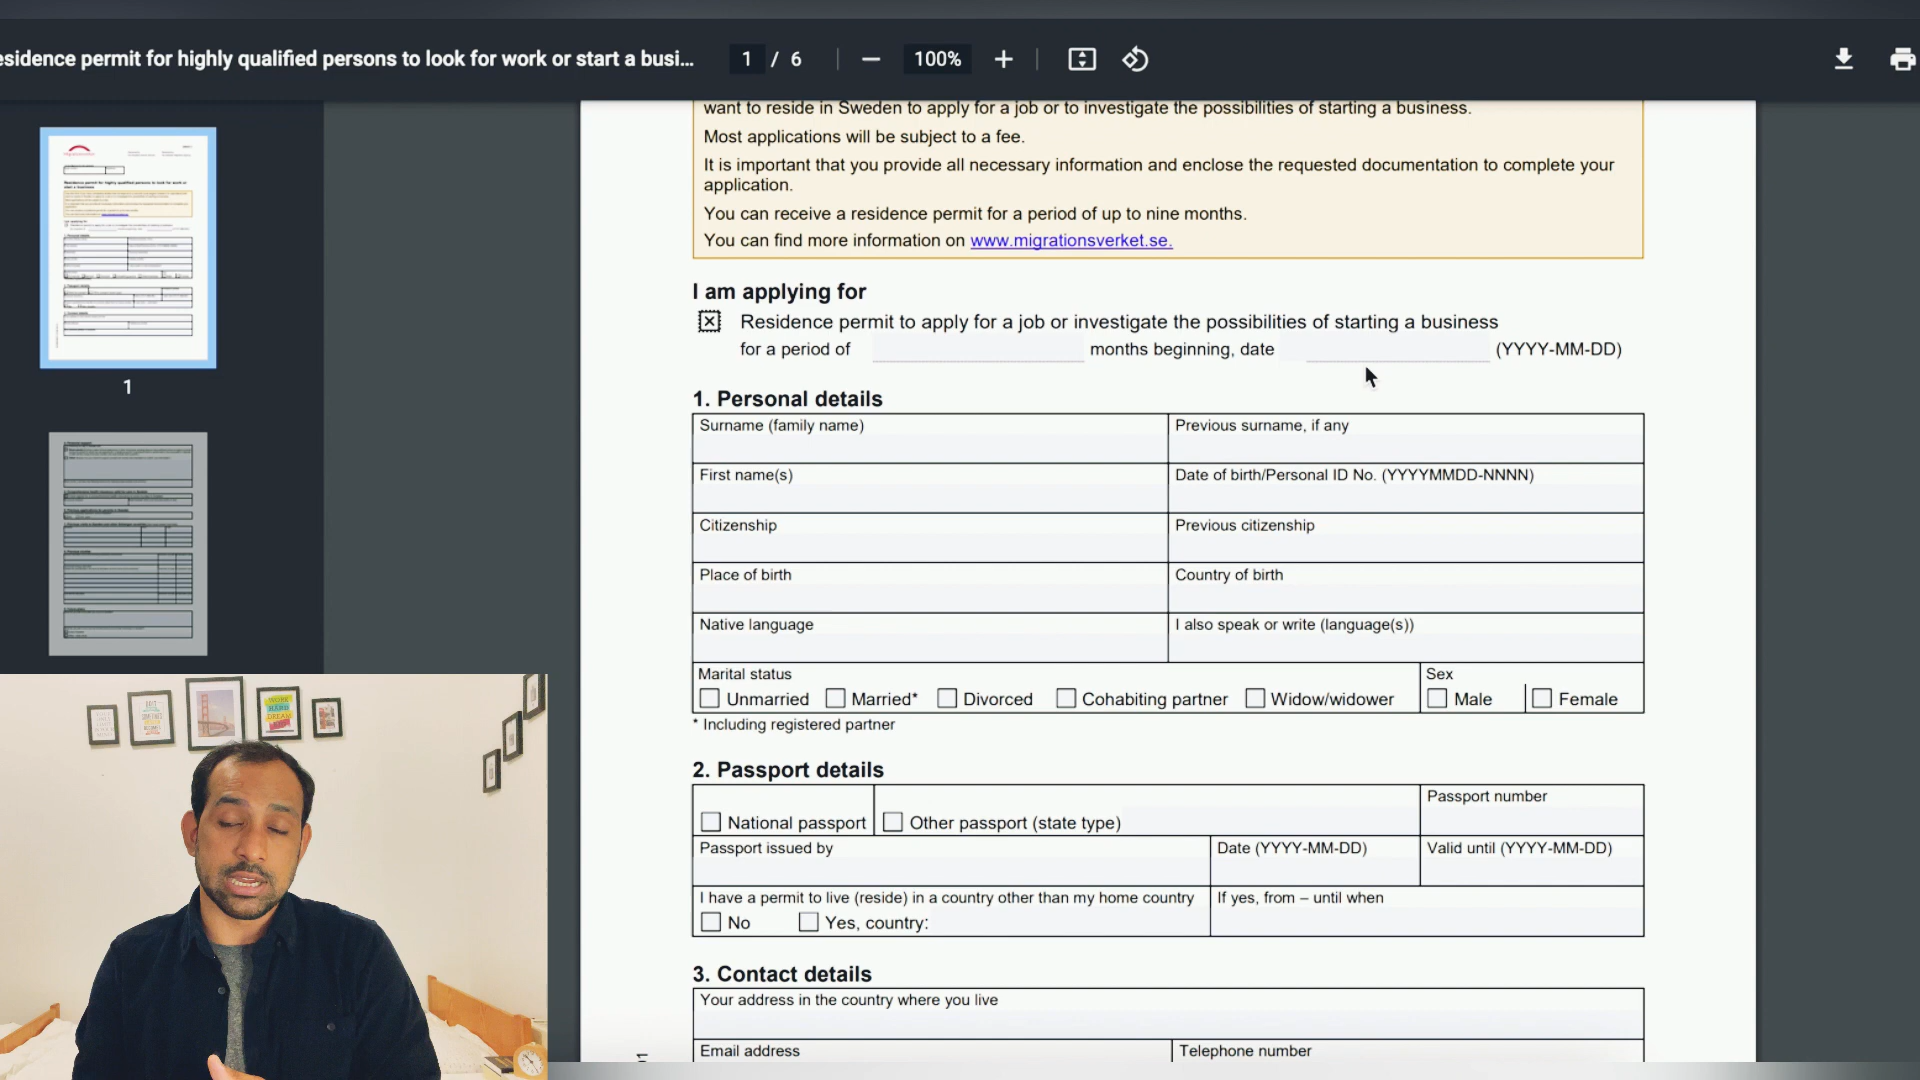 esidence permit for highly qualified persons to look for work or start a busi...
1 / 6
100%
want to reside in Sweden to apply for a job or to investigate the possibilities of starting a business.
Most applications will be subject to a fee.
It is important that you provide all necessary information and enclose the requested documentation to complete your
application.
You can receive a residence permit for a period of up to nine months.
You can find more information on www.migrationsverket.se.
I am applying for
Residence permit to apply for a job or investigate the possibilities of starting a business
for a period of months beginning, date (YYYY-MM-DD)
1
1. Personal details
Surname (family name) Previous surname, if any
First name(s) Date of birth/Personal ID No. (YYYYMMDD-NNNN)
Citizenship Previous citizenship
Place of birth Country of birth
Native language I also speak or write (language(s))
Marital status Sex
Unmarried Married* Divorced Cohabiting partner Widow/widower Male Female
* Including registered partner
2. Passport details
Passport number
National passport Other passport (state type)
Passport issued by Date (YYYY-MM-DD) Valid until (YYYY-MM-DD)
I have a permit to live (reside) in a country other than my home country If yes, from – until when
No Yes, country:
3. Contact details
Your address in the country where you live
Email address Telephone number
WORK
HARD
DREAM